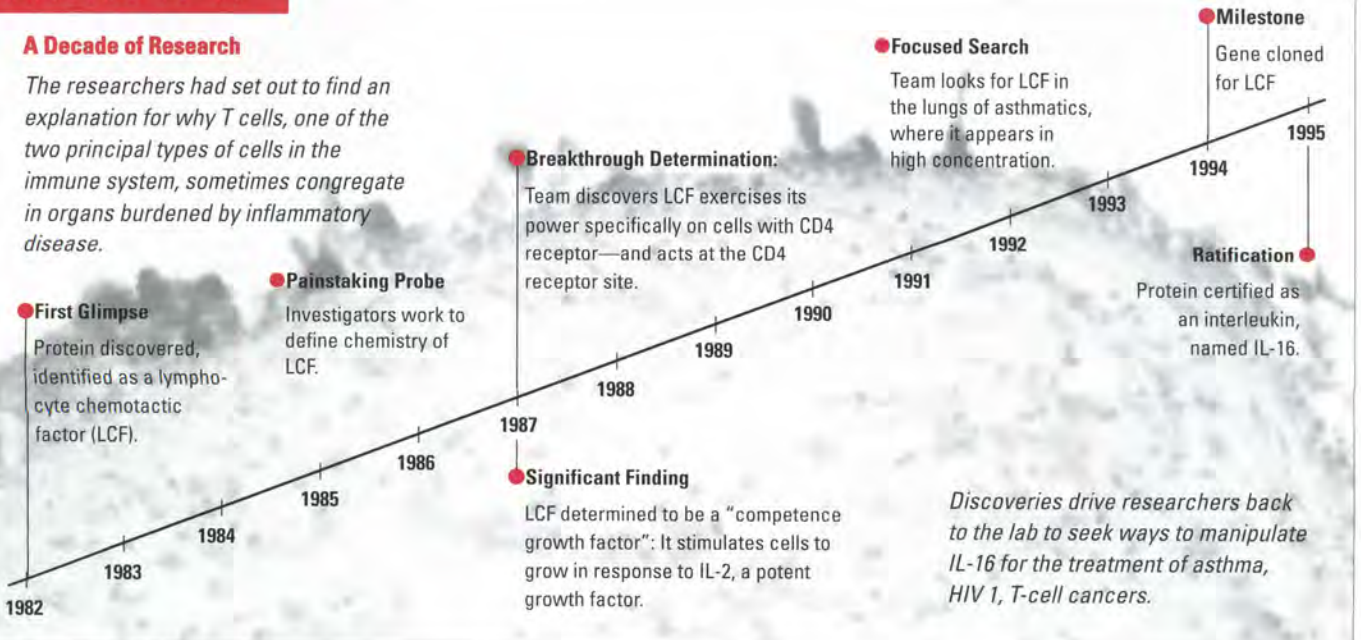 A Decade of Research
The researchers had set out to find an
explanation for why T cells, one of the
two principal types of cells in the
immune system, sometimes congregate
in organs burdened by inflammatory
disease.
First Glimpse
Protein discovered,
identified as a lympho-
cyte chemotactic
factor (LCF).
Painstaking Probe
Investigators work to
define chemistry of
LCF.
Breakthrough Determination:
Team discovers LCF exercises its
power specifically on cells with CD4
receptor—and acts at the CD4
receptor site.
Significant Finding
LCF determined to be a "competence
growth factor": It stimulates cells to
grow in response to IL-2, a potent
growth factor.
Focused Search
Team looks for LCF in
the lungs of asthmatics,
where it appears in
high concentration.
Milestone
Gene cloned
for LCF
Ratification
Protein certified as
an interleukin,
named IL-16.
1982
1983
1984
1985
1986
1987
1988
1989
1990
1991
1992
1993
1994
1995
Discoveries drive researchers back
to the lab to seek ways to manipulate
IL-16 for the treatment of asthma,
HIV 1, T-cell cancers.